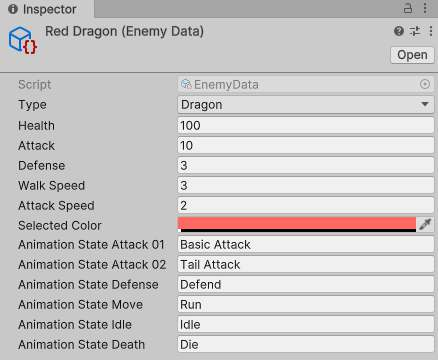 Inspector
Red Dragon (Enemy Data)
Open
Script EnemyData
Type Dragon
Health 100
Attack 10
Defense 3
Walk Speed 3
Attack Speed 2
Selected Color
Animation State Attack 01 Basic Attack
Animation State Attack 02 Tail Attack
Animation State Defense Defend
Animation State Move Run
Animation State Idle Idle
Animation State Death Die